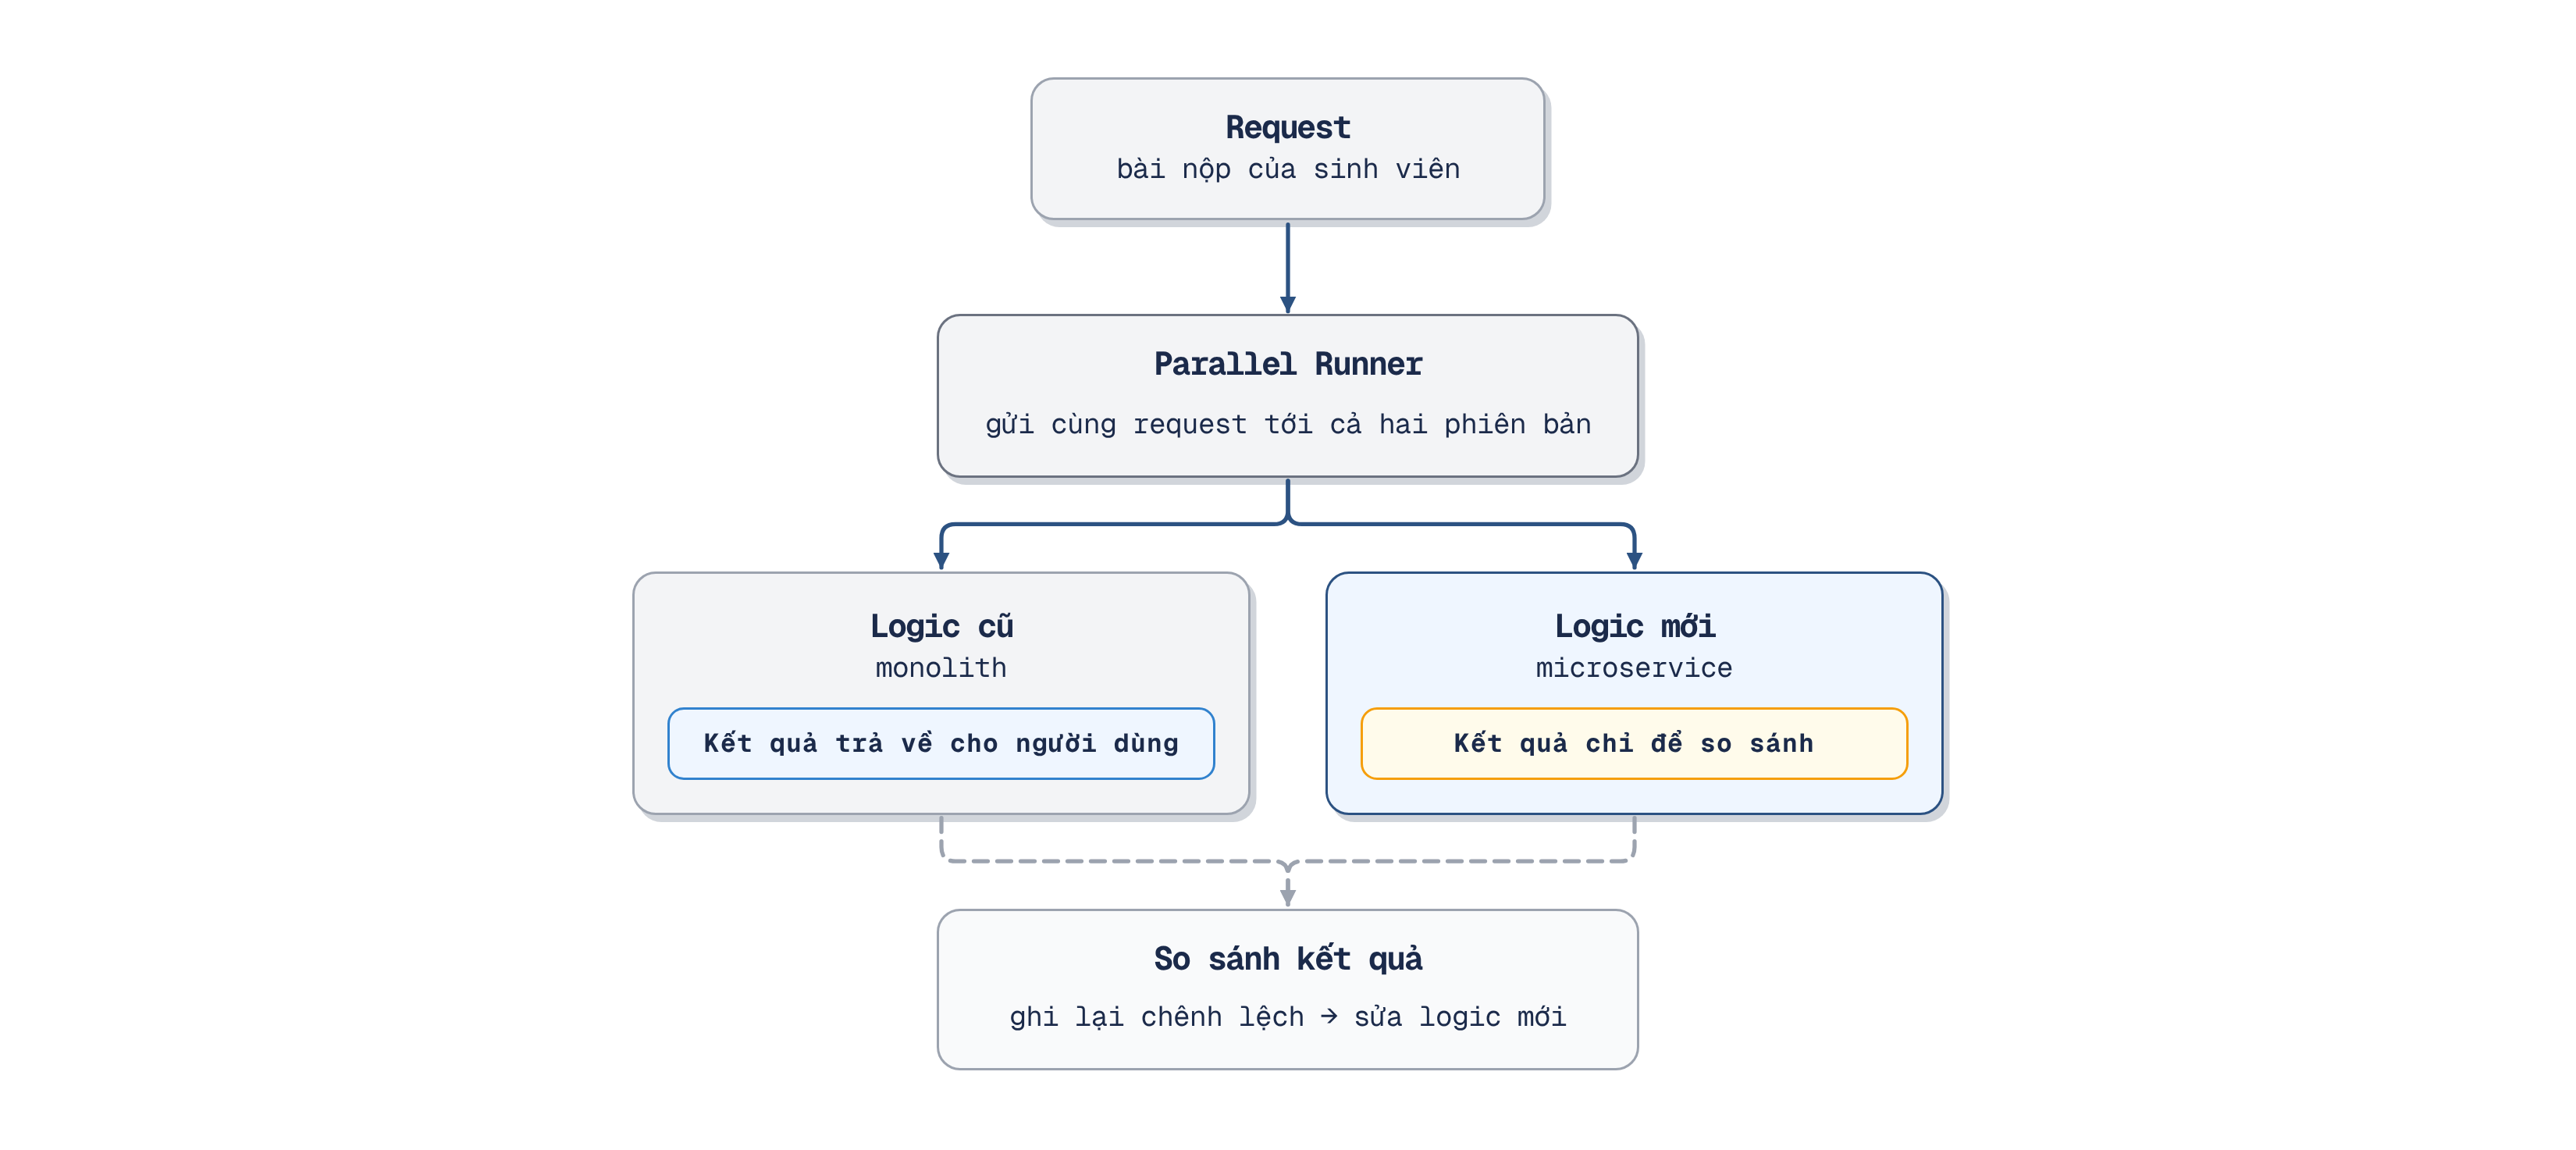 Request
bài nộp của sinh viên
Parallel Runner
gửi cùng request tới cả hai phiên bản
Logic cũ
monolith
Kết quả trả về cho người dùng
Logic mới
microservice
Kết quả chỉ để so sánh
So sánh kết quả
ghi lại chênh lệch → sửa logic mới